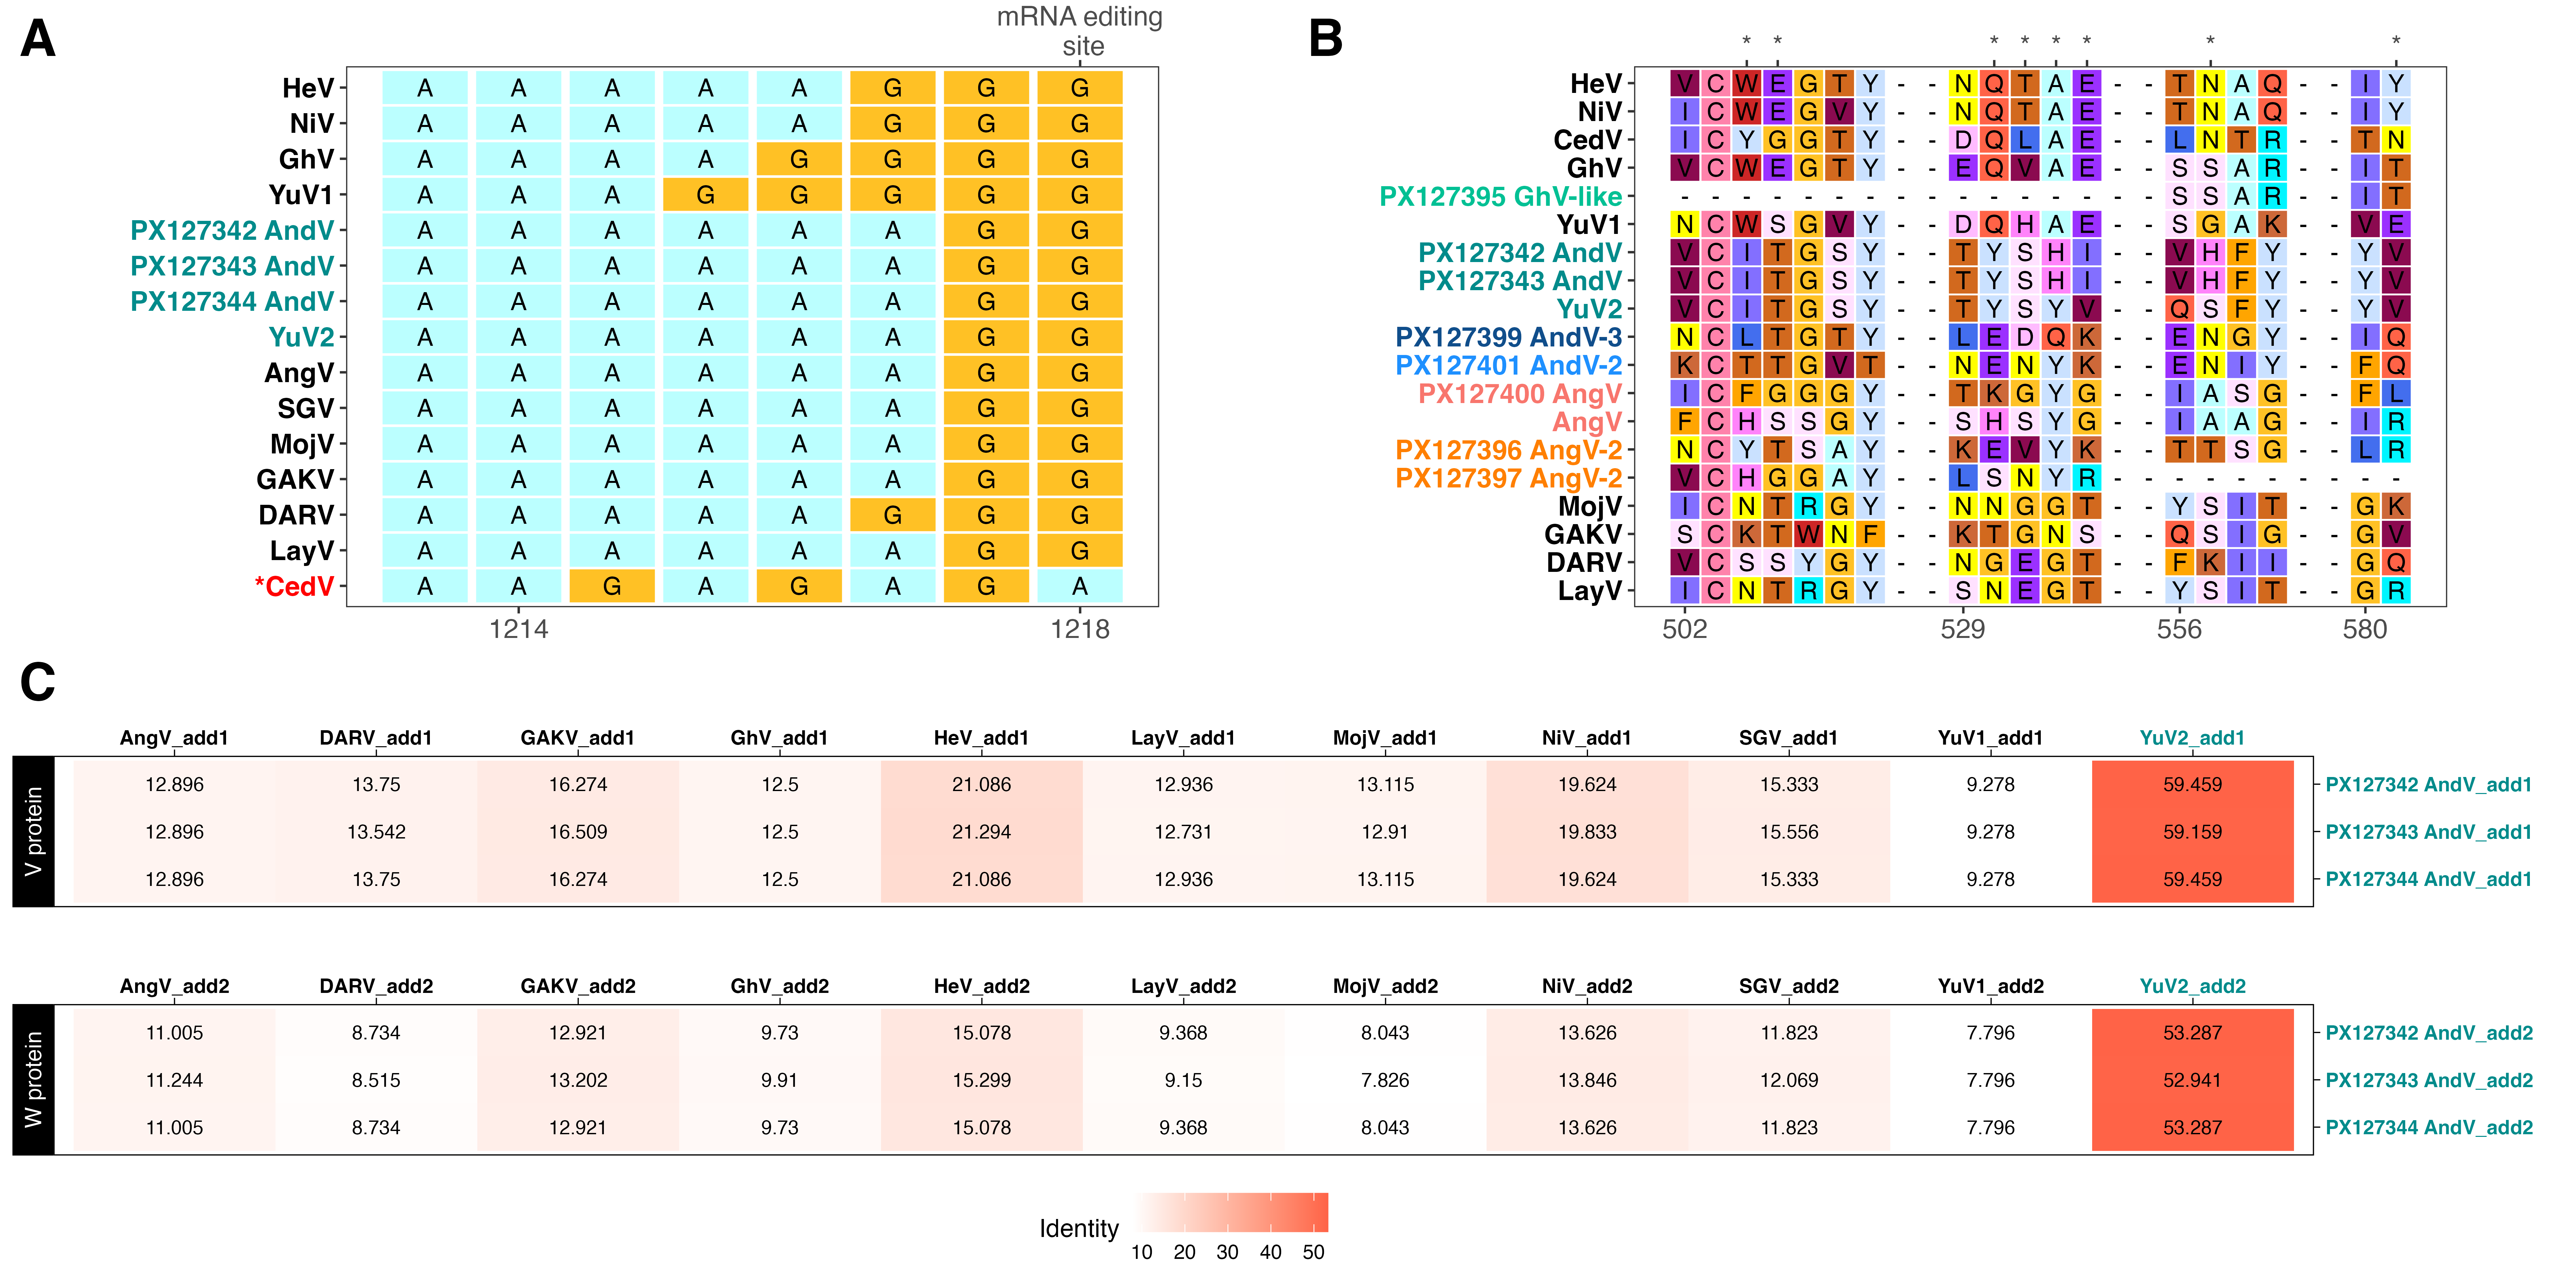 A
mRNA editing
site
HeV A A A A A G G G
NiV A A A A A G G G
GhV A A A A G G G G
YuV1 A A A G G G G G
PX127342 AndV A A A A A A G G
PX127343 AndV A A A A A A G G
PX127344 AndV A A A A A A G G
YuV2 A A A A A A G G
AngV A A A A A A G G
SGV A A A A A A G G
MojV A A A A A A G G
GAKV A A A A A A G G
DARV A A A A A G G G
LayV A A A A A A G G
*CedV A A G A G A G A
1214 1218
B
* * * * * * * *
HeV V C W E G T Y - - N Q T A E - - T N A Q - - I Y
NiV I C W E G V Y - - N Q T A E - - T N A Q - - I Y
CedV I C Y G G T Y - - D Q L A E - - L N T R - - T N
GhV V C W E G T Y - - E Q V A E - - S S A R - - I T
PX127395 GhV-like - - - - - - - - - - - - - - - - S S A R - - I T
YuV1 N C W S G V Y - - D Q H A E - - S G A K - - V E
PX127342 AndV V C I T G S Y - - T Y S H I - - V H F Y - - Y V
PX127343 AndV V C I T G S Y - - T Y S H I - - V H F Y - - Y V
YuV2 V C I T G S Y - - T Y S Y V - - Q S F Y - - Y V
PX127399 AndV-3 N C L T G T Y - - L E D Q K - - E N G Y - - I Q
PX127401 AndV-2 K C T T G V T - - N E N Y K - - E N I Y - - F Q
PX127400 AngV I C F G G G Y - - T K G Y G - - I A S G - - F L
AngV F C H S S G Y - - S H S Y G - - I A A G - - I R
PX127396 AngV-2 N C Y T S A Y - - K E V Y K - - T T S G - - L R
PX127397 AngV-2 V C H G G A Y - - L S N Y R - - - - - - - - - -
MojV I C N T R G Y - - N N G G T - - Y S I T - - G K
GAKV S C K T W N F - - K T G N S - - Q S I G - - G V
DARV V C S S Y G Y - - N G E G T - - F K I I - - G Q
LayV I C N T R G Y - - S N E G T - - Y S I T - - G R
502 529 556 580
C
AngV_add1 DARV_add1 GAKV_add1 GhV_add1 HeV_add1 LayV_add1 MojV_add1 NiV_add1 SGV_add1 YuV1_add1 YuV2_add1
V protein
12.896 13.75 16.274 12.5 21.086 12.936 13.115 19.624 15.333 9.278 59.459 PX127342 AndV_add1
12.896 13.542 16.509 12.5 21.294 12.731 12.91 19.833 15.556 9.278 59.159 PX127343 AndV_add1
12.896 13.75 16.274 12.5 21.086 12.936 13.115 19.624 15.333 9.278 59.459 PX127344 AndV_add1
AngV_add2 DARV_add2 GAKV_add2 GhV_add2 HeV_add2 LayV_add2 MojV_add2 NiV_add2 SGV_add2 YuV1_add2 YuV2_add2
W protein
11.005 8.734 12.921 9.73 15.078 9.368 8.043 13.626 11.823 7.796 53.287 PX127342 AndV_add2
11.244 8.515 13.202 9.91 15.299 9.15 7.826 13.846 12.069 7.796 52.941 PX127343 AndV_add2
11.005 8.734 12.921 9.73 15.078 9.368 8.043 13.626 11.823 7.796 53.287 PX127344 AndV_add2
Identity
10 20 30 40 50